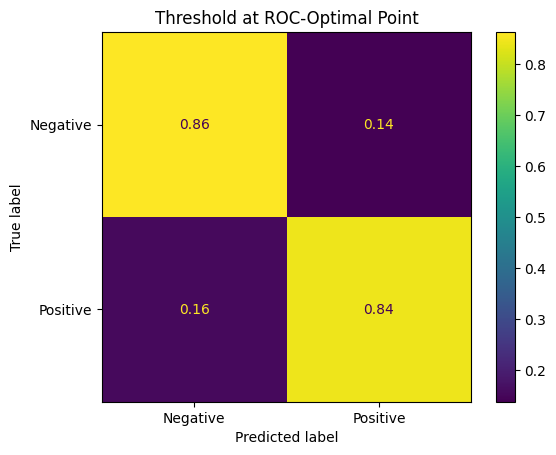 Threshold at ROC-Optimal Point
True label
Negative
0.86
0.14
Positive
0.16
0.84
Negative
Positive
Predicted label
0.8
0.7
0.6
0.5
0.4
0.3
0.2